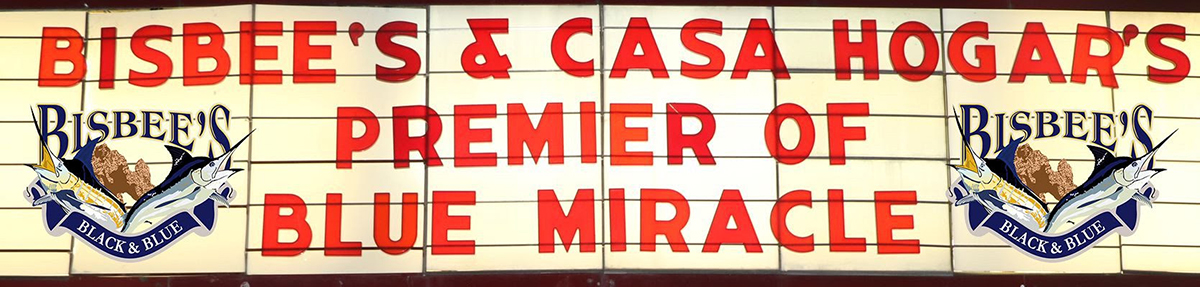 BISBEE'S & CASA HOGAR'S
PREMIER OF
BLUE MIRACLE
BISBEE'S
BLACK & BLUE
BISBEE'S
BLACK & BLUE